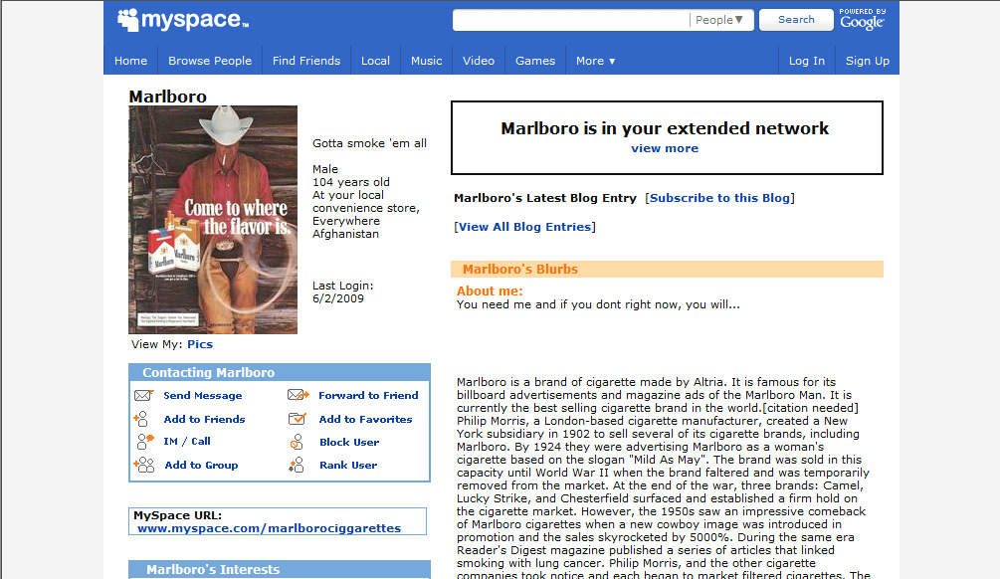 myspace™
People▼
Search
POWERED BY
Google
Home
Browse People
Find Friends
Local
Music
Video
Games
More ▾
Log In
Sign Up
Marlboro
Come to where
the flavor is.
Marlboro
Marlboro
Gotta smoke 'em all
Male
104 years old
At your local
convenience store,
Everywhere
Afghanistan
Last Login:
6/2/2009
View My: Pics
Contacting Marlboro
Send Message
Forward to Friend
Add to Friends
Add to Favorites
IM / Call
Block User
Add to Group
Rank User
MySpace URL:
www.myspace.com/marlborociggarettes
Marlboro's Interests
Marlboro is in your extended network
view more
Marlboro's Latest Blog Entry [Subscribe to this Blog]
[View All Blog Entries]
Marlboro's Blurbs
About me:
You need me and if you dont right now, you will...
Marlboro is a brand of cigarette made by Altria. It is famous for its
billboard advertisements and magazine ads of the Marlboro Man. It is
currently the best selling cigarette brand in the world.[citation needed]
Philip Morris, a London-based cigarette manufacturer, created a New
York subsidiary in 1902 to sell several of its cigarette brands, including
Marlboro. By 1924 they were advertising Marlboro as a woman's
cigarette based on the slogan "Mild As May". The brand was sold in this
capacity until World War II when the brand faltered and was temporarily
removed from the market. At the end of the war, three brands: Camel,
Lucky Strike, and Chesterfield surfaced and established a firm hold on
the cigarette market. However, the 1950s saw an impressive comeback
of Marlboro cigarettes when a new cowboy image was introduced in
promotion and the sales skyrocketed by 5000%. During the same era
Reader's Digest magazine published a series of articles that linked
smoking with lung cancer. Philip Morris, and the other cigarette
companies took notice and each began to market filtered cigarettes. The